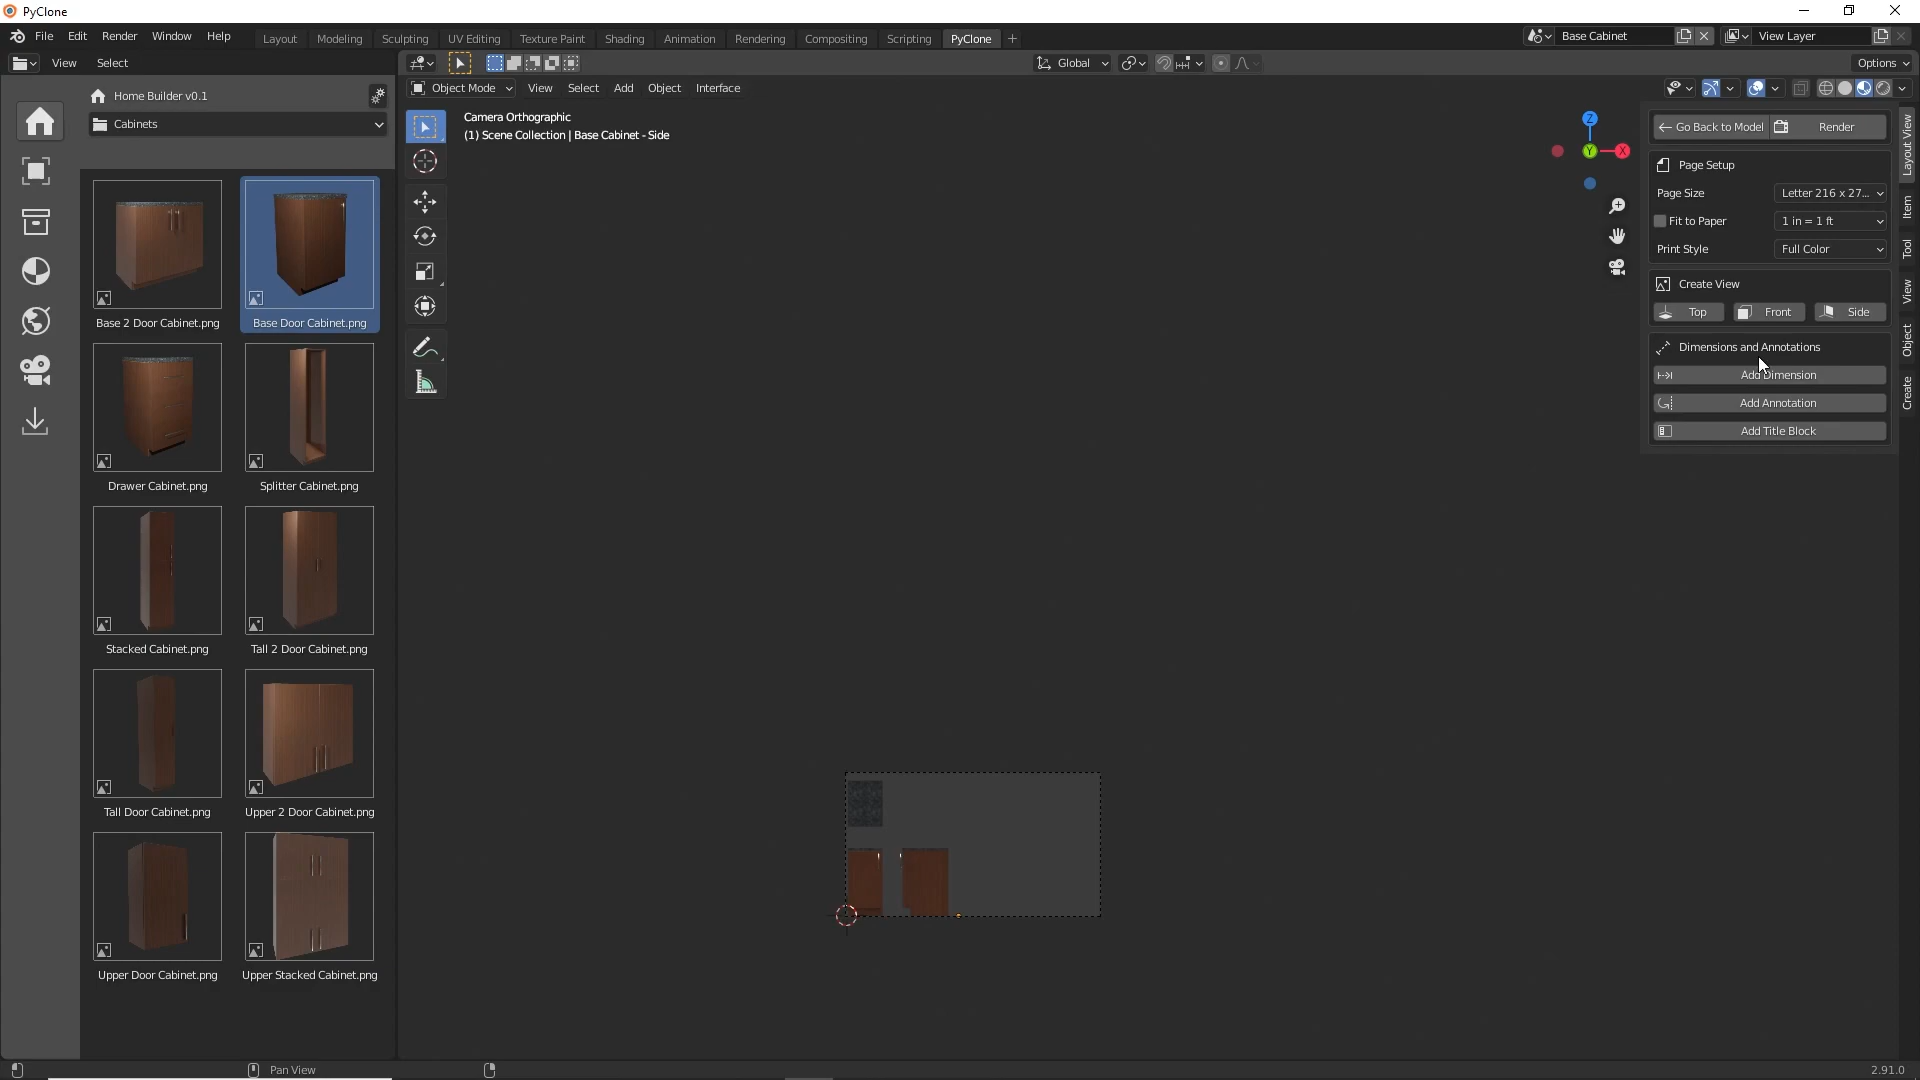 PyClone
File Edit Render Window Help
Layout Modeling Sculpting UV Editing Texture Paint Shading Animation Rendering Compositing Scripting PyClone
Base Cabinet
View Layer
View Select
Global
Options
Home Builder v0.1
Cabinets
Object Mode View Select Add Object Interface
Camera Orthographic
(1) Scene Collection | Base Cabinet - Side
Base 2 Door Cabinet.png
Base Door Cabinet.png
Drawer Cabinet.png
Splitter Cabinet.png
Stacked Cabinet.png
Tall 2 Door Cabinet.png
Tall Door Cabinet.png
Upper 2 Door Cabinet.png
Upper Door Cabinet.png
Upper Stacked Cabinet.png
Z
Y
X
Go Back to Model
Render
Page Setup
Page Size
Letter 216 x 27...
Fit to Paper
1 in = 1 ft
Print Style
Full Color
Create View
Top
Front
Side
Dimensions and Annotations
Add Dimension
Add Annotation
Add Title Block
Layout View
Item
Tool
View
Object
Create
Pan View
2.91.0